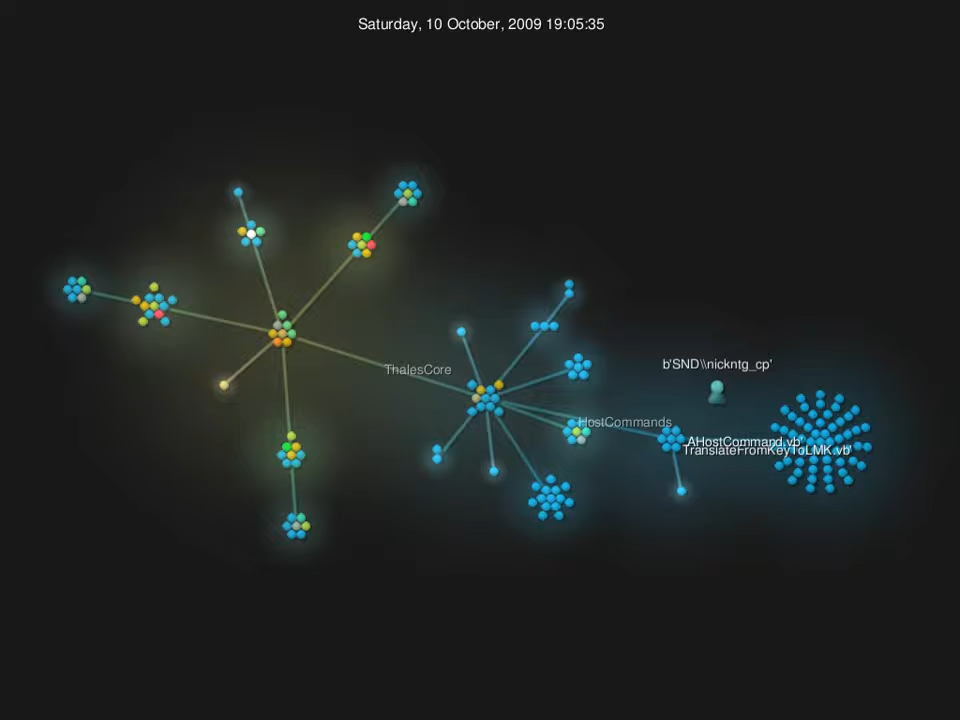 Saturday, 10 October, 2009 19:05:35
b'SND\\nickntg_cp'
ThalesCore
HostCommands
AHostCommand.vb'
TranslateFromKeyToLMK.vb'